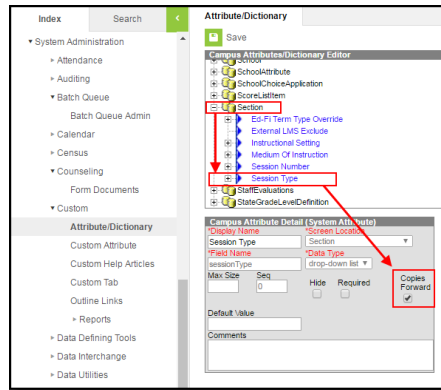 Index
Search
System Administration
Attendance
Auditing
Batch Queue
Batch Queue Admin
Calendar
Census
Counseling
Form Documents
Custom
Attribute/Dictionary
Custom Attribute
Custom Help Articles
Custom Tab
Outline Links
Reports
Data Defining Tools
Data Interchange
Data Utilities
Attribute/Dictionary
Save
Campus Attributes/Dictionary Editor
School
SchoolAttribute
SchoolChoiceApplication
ScoreListItem
Section
Ed-Fi Term Type Override
External LMS Exclude
Instructional Setting
Medium Of Instruction
Session Number
Session Type
StaffEvaluations
StateGradeLevelDefinition
Campus Attribute Detail (System Attribute)
*Display Name *Screen Location
Session Type Section
*Field Name *Data Type
sessionType drop-down list
Max Size Seq Hide Required Copies
Forward
0
Default Value
Comments